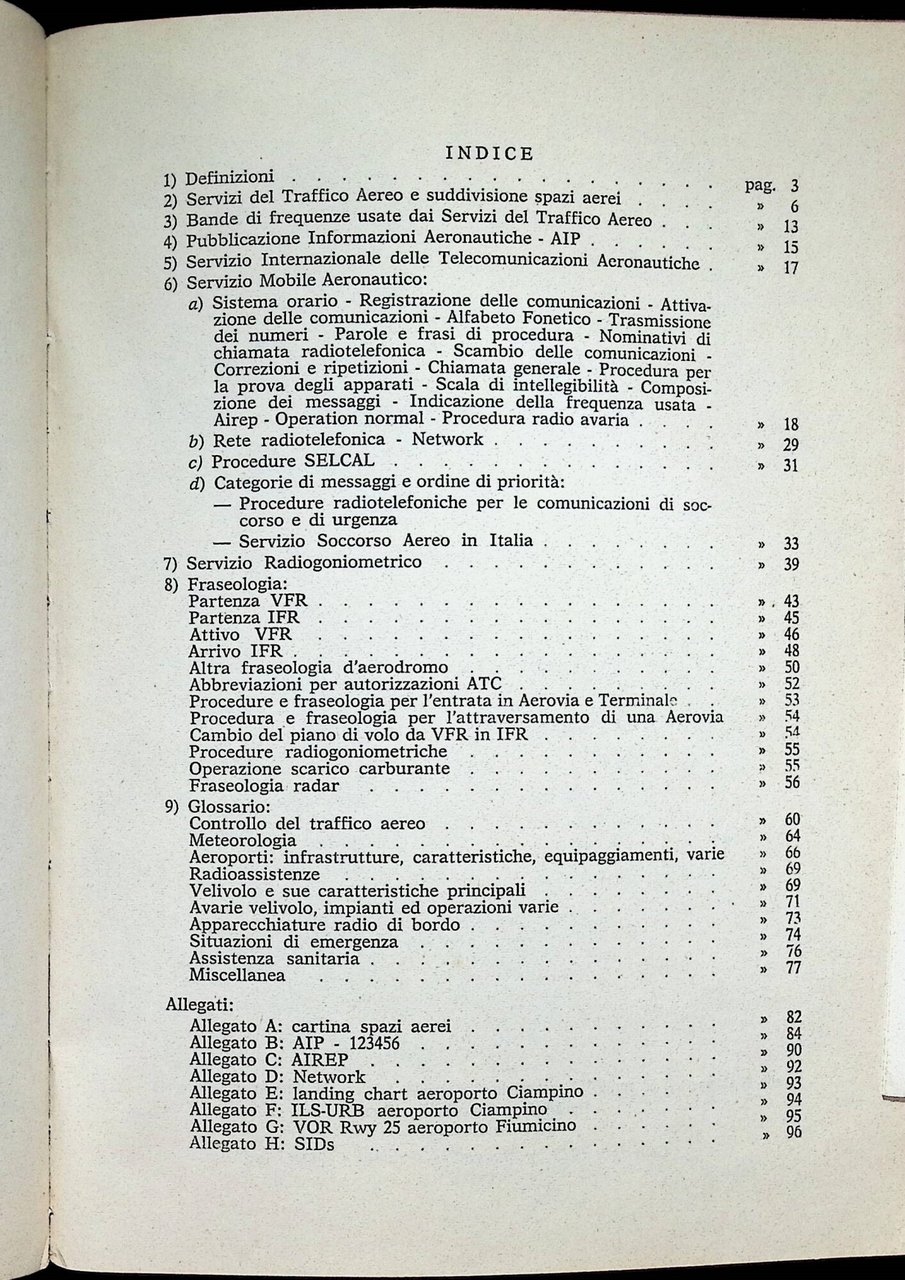 INDICE
1) Definizioni . . . . . . . . . . . . . . . . pag. 3
2) Servizi del Traffico Aereo e suddivisione spazi aerei . . . . » 6
3) Bande di frequenze usate dai Servizi del Traffico Aereo . . . » 13
4) Pubblicazione Informazioni Aeronautiche - AIP . . . . . . » 15
5) Servizio Internazionale delle Telecomunicazioni Aeronautiche . » 17
6) Servizio Mobile Aeronautico:
a) Sistema orario - Registrazione delle comunicazioni - Attiva-
zione delle comunicazioni - Alfabeto Fonetico - Trasmissione
dei numeri - Parole e frasi di procedura - Nominativi di
chiamata radiotelefonica - Scambio delle comunicazioni -
Correzioni e ripetizioni - Chiamata generale - Procedura per
la prova degli apparati - Scala di intellegibilità - Composi-
zione dei messaggi - Indicazione della frequenza usata -
Airep - Operation normal - Procedura radio avaria . . . . » 18
b) Rete radiotelefonica - Network . . . . . . . . . . . » 29
c) Procedure SELCAL . . . . . . . . . . . . . » 31
d) Categorie di messaggi e ordine di priorità:
— Procedure radiotelefoniche per le comunicazioni di soc-
corso e di urgenza
— Servizio Soccorso Aereo in Italia . . . . . . . . » 33
7) Servizio Radiogoniometrico . . . . . . . . . . . » 39
8) Fraseologia:
Partenza VFR . . . . . . . . . . . . . . . . » 43
Partenza IFR . . . . . . . . . . . . . . . . » 45
Attivo VFR . . . . . . . . . . . . . . . . » 46
Arrivo IFR . . . . . . . . . . . . . . . . » 48
Altra fraseologia d'aerodromo . . . . . . . . . . » 50
Abbreviazioni per autorizzazioni ATC . . . . . . . . » 52
Procedure e fraseologia per l'entrata in Aerovia e Terminale . . » 53
Procedura e fraseologia per l'attraversamento di una Aerovia » 54
Cambio del piano di volo da VFR in IFR . . . . . . . » 54
Procedure radiogoniometriche . . . . . . . . . . » 55
Operazione scarico carburante . . . . . . . . . . » 55
Fraseologia radar . . . . . . . . . . . . . . » 56
9) Glossario:
Controllo del traffico aereo . . . . . . . . . . . » 60
Meteorologia . . . . . . . . . . . . . . . . » 64
Aeroporti: infrastrutture, caratteristiche, equipaggiamenti, varie » 66
Radioassistenze . . . . . . . . . . . . . . . » 69
Velivolo e sue caratteristiche principali . . . . . . . . » 69
Avarie velivolo, impianti ed operazioni varie . . . . . . . » 71
Apparecchiature radio di bordo . . . . . . . . . . » 73
Situazioni di emergenza . . . . . . . . . . . . » 74
Assistenza sanitaria . . . . . . . . . . . . . . » 76
Miscellanea . . . . . . . . . . . . . . . . » 77
Allegati:
Allegato A: cartina spazi aerei . . . . . . . . . . » 82
Allegato B: AIP - 123456 . . . . . . . . . . . . » 84
Allegato C: AIREP . . . . . . . . . . . . . . » 90
Allegato D: Network . . . . . . . . . . . . . » 92
Allegato E: landing chart aeroporto Ciampino . . . . . . » 93
Allegato F: ILS-URB aeroporto Ciampino . . . . . . . » 94
Allegato G: VOR Rwy 25 aeroporto Fiumicino . . . . . . » 95
Allegato H: SIDs . . . . . . . . . . . . . . » 96